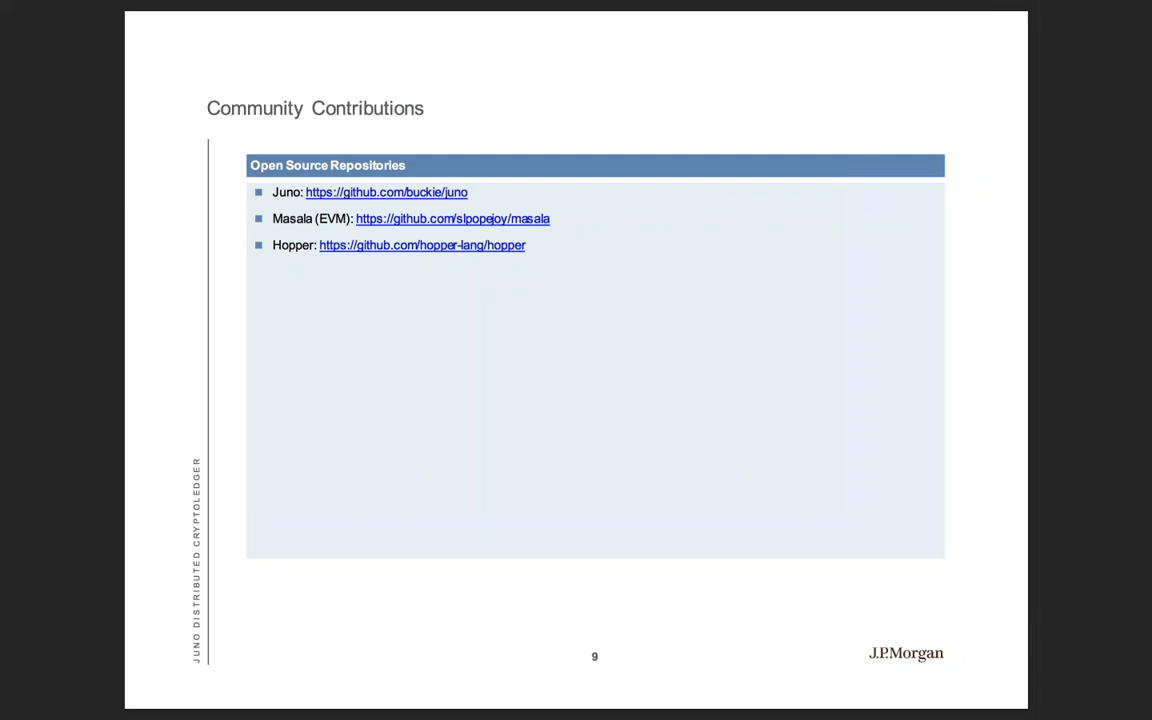 Community Contributions
Open Source Repositories
Juno: https://github.com/buckie/juno
Masala (EVM): https://github.com/slpopejoy/masala
Hopper: https://github.com/hopper-lang/hopper
JUNO DISTRIBUTED CRYPTOLEDGER
9
J.P.Morgan